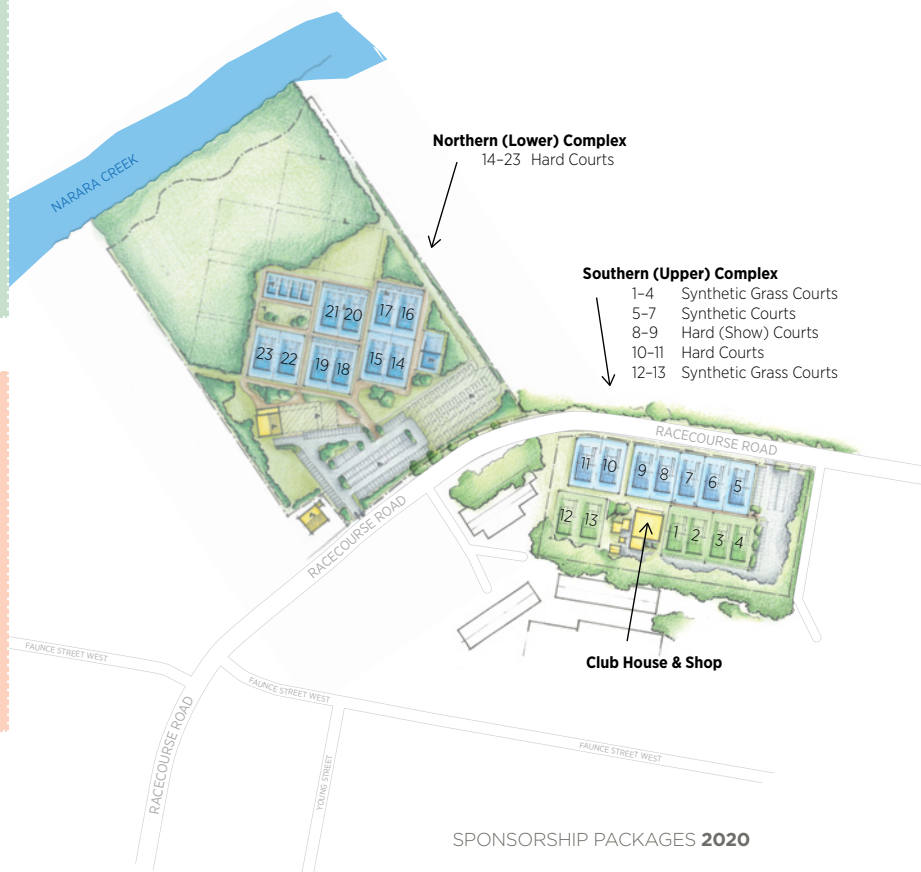 NARARA CREEK
Northern (Lower) Complex
14–23 Hard Courts
Southern (Upper) Complex
1–4 Synthetic Grass Courts
5–7 Synthetic Courts
8–9 Hard (Show) Courts
10–11 Hard Courts
12–13 Synthetic Grass Courts
21 20 17 16
23 22 19 18 15 14
RACECOURSE ROAD
11 10 9 8 7 6 5
12 13 1 2 3 4
RACECOURSE ROAD
Club House & Shop
FAUNCE STREET WEST
FAUNCE STREET WEST
RACECOURSE ROAD
YOUNG STREET
FAUNCE STREET WEST
SPONSORSHIP PACKAGES 2020